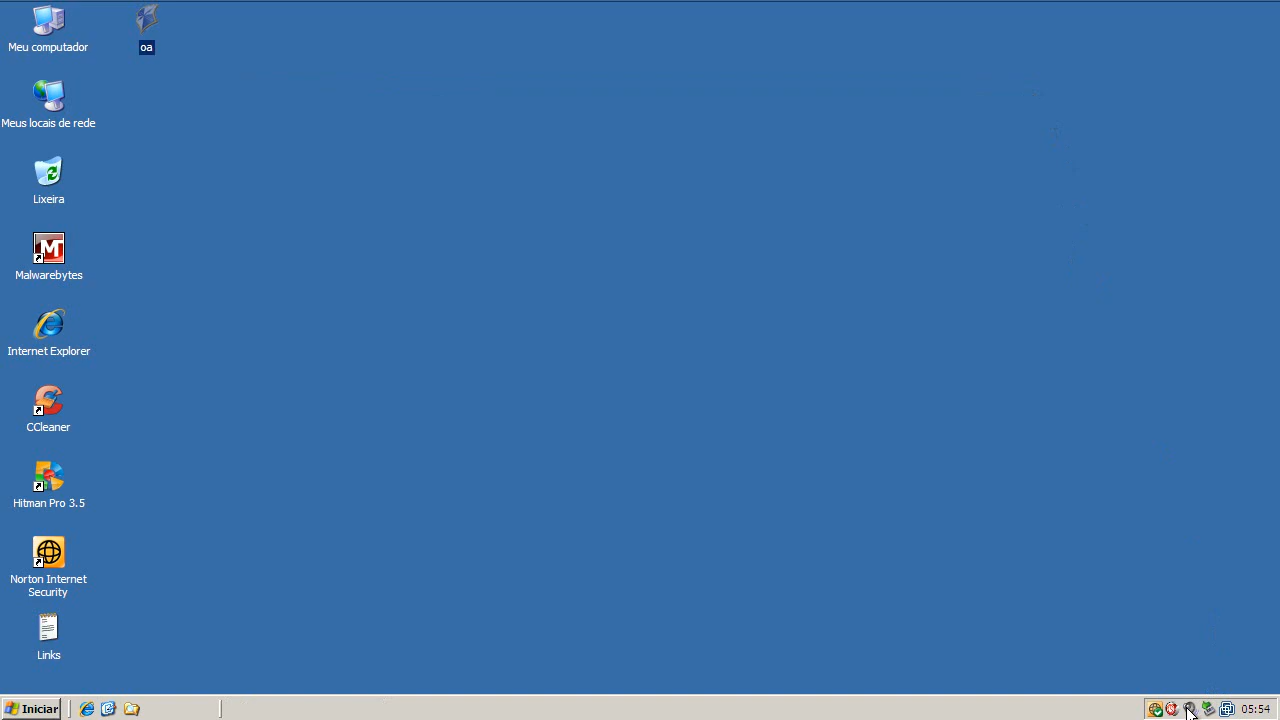 Meu computador
oa
Meus locais de rede
Lixeira
Malwarebytes
Internet Explorer
CCleaner
Hitman Pro 3.5
Norton Internet
Security
Links
Iniciar
05:54